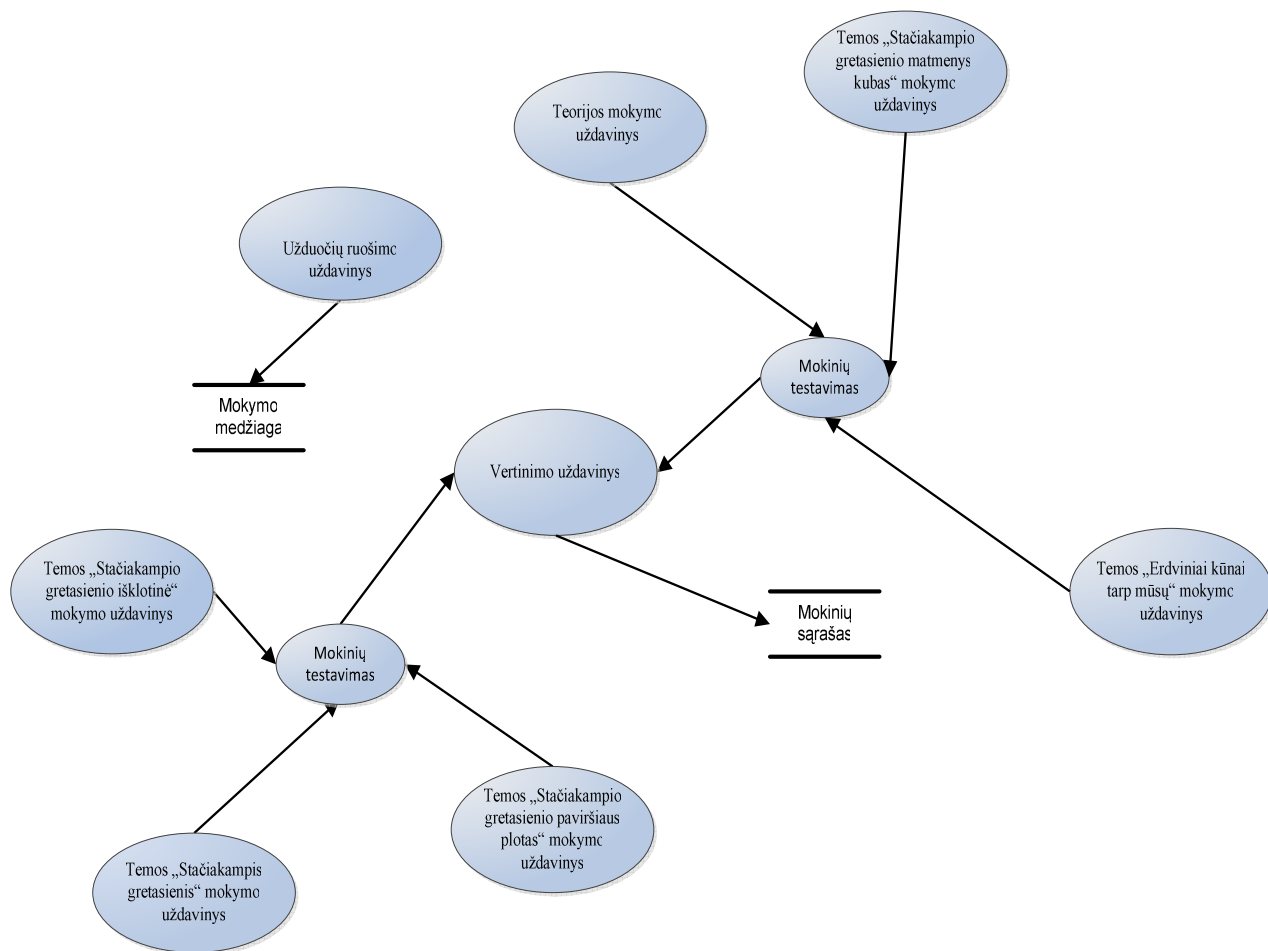 Temos „Stačiakampio
gretasienio matmenys
kubas“ mokymo
uždavinys
Teorijos mokymo
uždavinys
Užduočių ruošimo
uždavinys
Mokinių
testavimas
Mokymo
medžiaga
Vertinimo uždavinys
Temos „Stačiakampio
gretasienio išklotinė“
mokymo uždavinys
Temos „Erdviniai kūnai
tarp mūsų“ mokymo
uždavinys
Mokinių
sąrašas
Mokinių
testavimas
Temos „Stačiakampio
gretasienio paviršiaus
plotas“ mokymo
uždavinys
Temos „Stačiakampis
gretasienis“ mokymo
uždavinys